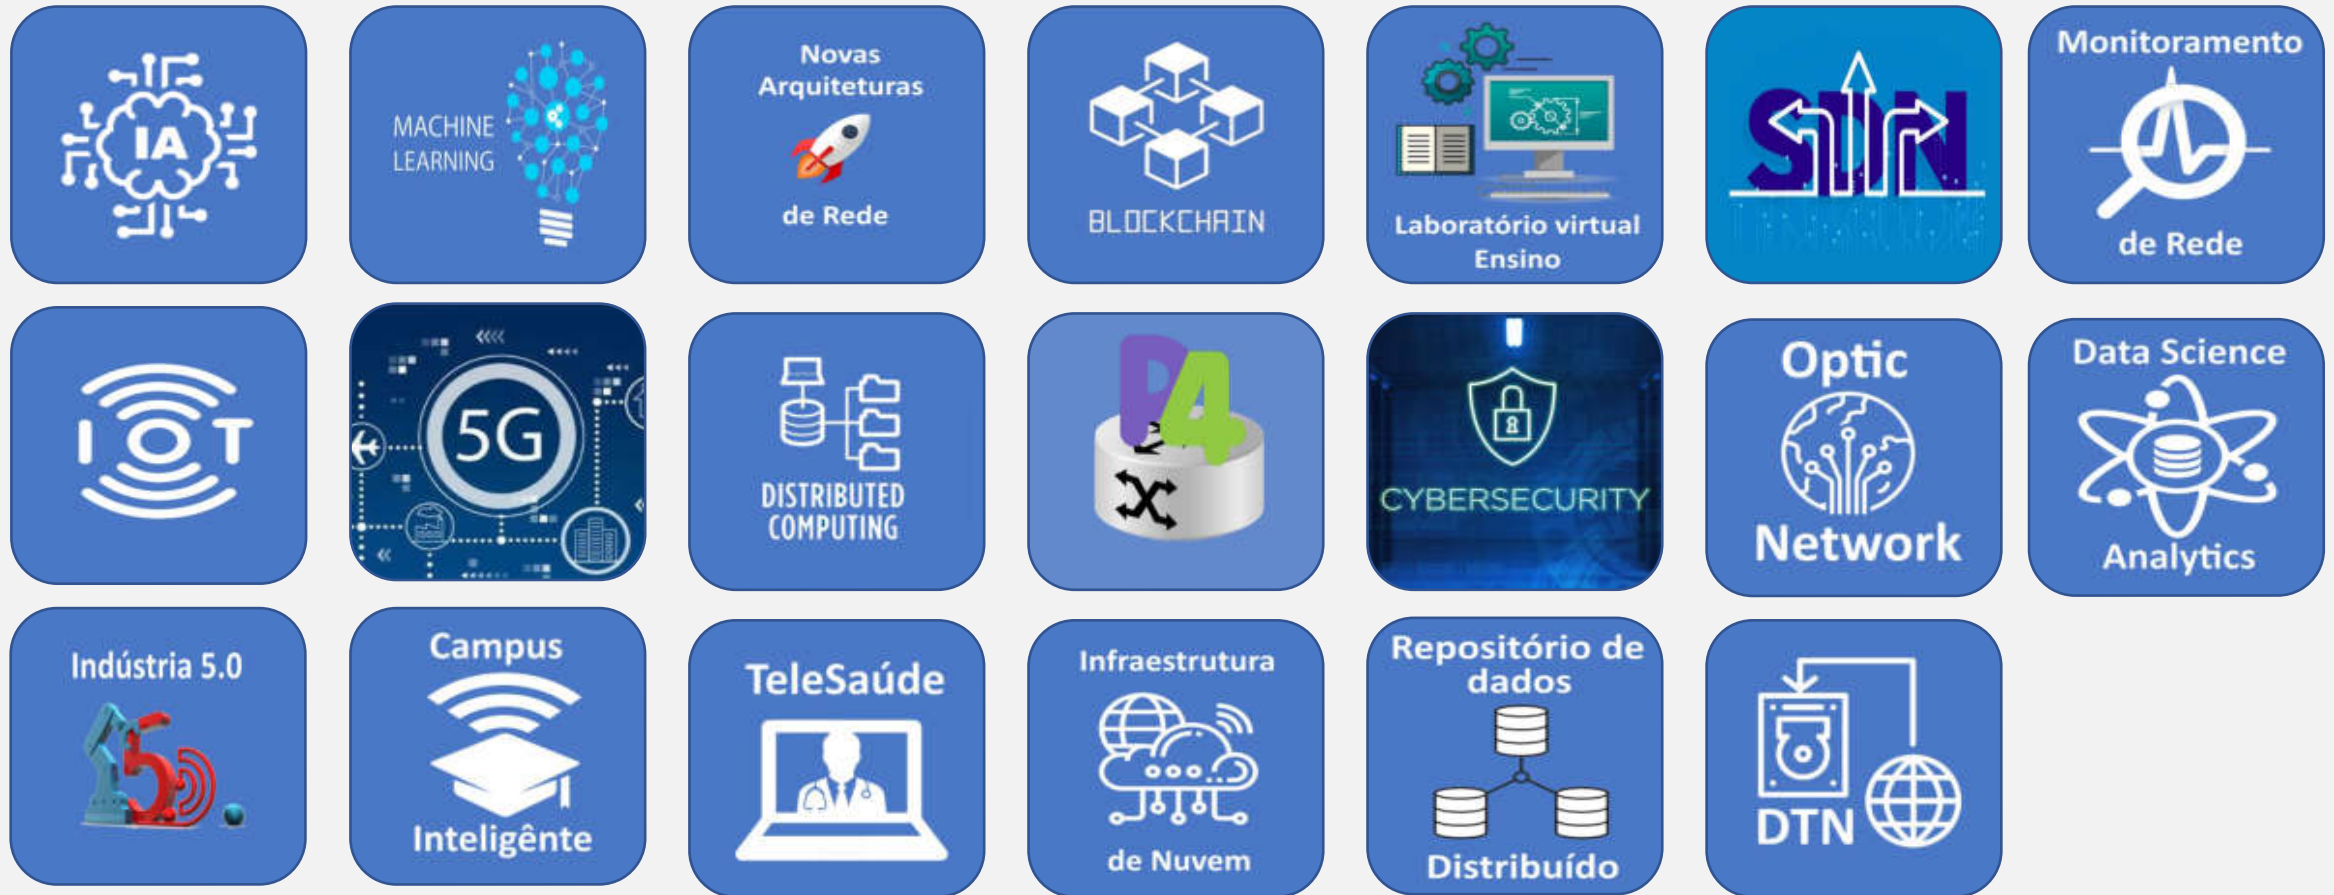 IA
MACHINE
LEARNING
Novas
Arquiteturas
de Rede
BLOCKCHAIN
Laboratório virtual
Ensino
SDN
Monitoramento
de Rede
IOT
5G
DISTRIBUTED
COMPUTING
P4
CYBERSECURITY
Optic
Network
Data Science
Analytics
Indústria 5.0
5
Campus
Inteligênte
TeleSaúde
Infraestrutura
de Nuvem
Repositório de
dados
Distribuído
DTN